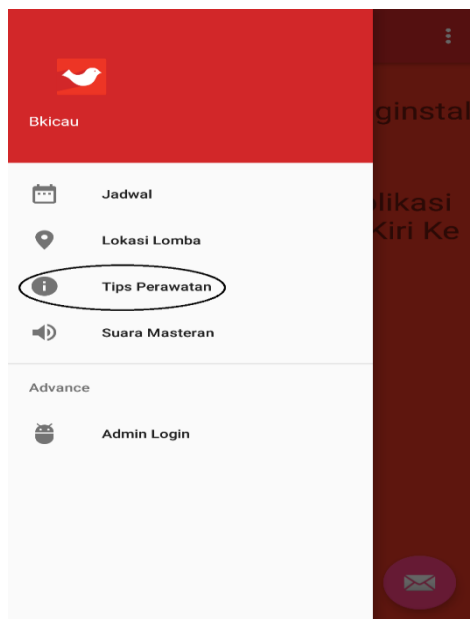 Bkicau
ginstal
Jadwal
likasi
Lokasi Lomba
Kiri Ke
Tips Perawatan
Suara Masteran
Advance
Admin Login